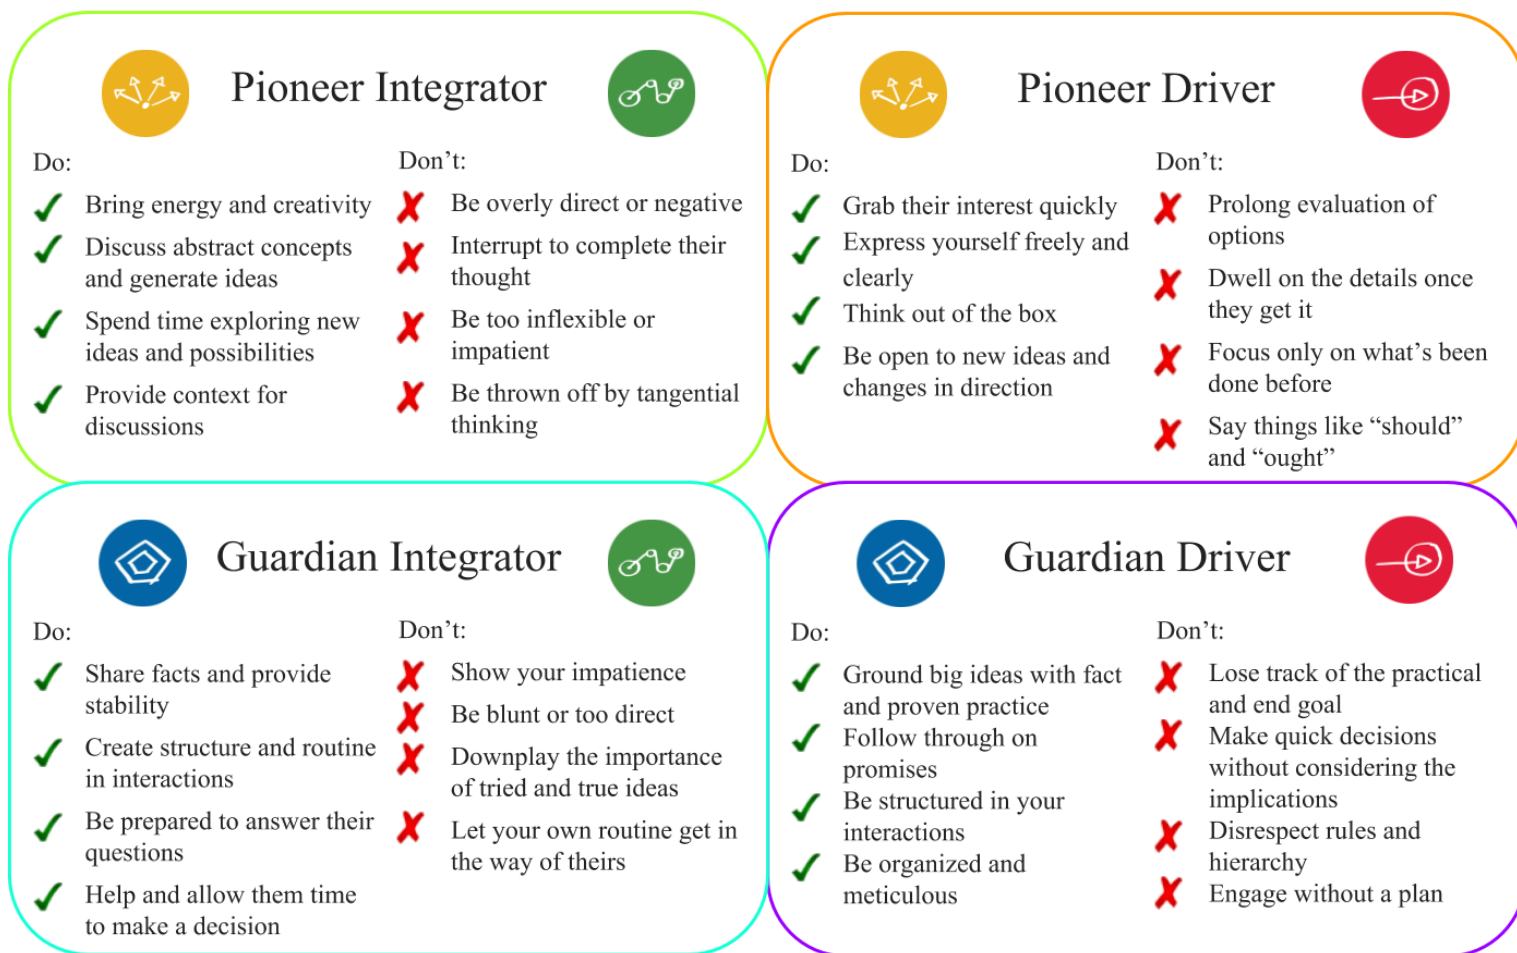 Pioneer Integrator
Do:
Bring energy and creativity
Discuss abstract concepts
and generate ideas
Spend time exploring new
ideas and possibilities
Provide context for
discussions
Don’t:
Be overly direct or negative
Interrupt to complete their
thought
Be too inflexible or
impatient
Be thrown off by tangential
thinking
Pioneer Driver
Do:
Grab their interest quickly
Express yourself freely and
clearly
Think out of the box
Be open to new ideas and
changes in direction
Don’t:
Prolong evaluation of
options
Dwell on the details once
they get it
Focus only on what’s been
done before
Say things like “should”
and “ought”
Guardian Integrator
Do:
Share facts and provide
stability
Create structure and routine
in interactions
Be prepared to answer their
questions
Help and allow them time
to make a decision
Don’t:
Show your impatience
Be blunt or too direct
Downplay the importance
of tried and true ideas
Let your own routine get in
the way of theirs
Guardian Driver
Do:
Ground big ideas with fact
and proven practice
Follow through on
promises
Be structured in your
interactions
Be organized and
meticulous
Don’t:
Lose track of the practical
and end goal
Make quick decisions
without considering the
implications
Disrespect rules and
hierarchy
Engage without a plan